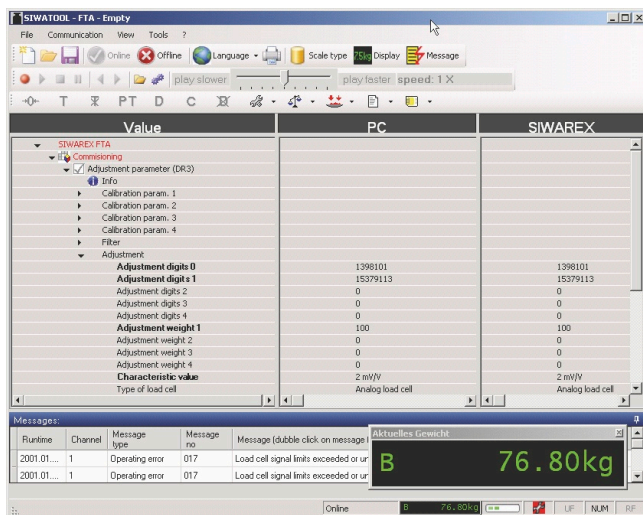 SIWATOOL - FTA - Empty
File Communication View Tools ?
Online Offline Language Scale type 75kg Display Message
play slower play faster speed: 1 X
→0← T PT D C
Value PC SIWAREX
SIWAREX FTA
Commisioning
Adjustment parameter (DR3)
Info
Calibration param. 1
Calibration param. 2
Calibration param. 3
Calibration param. 4
Filter
Adjustment
Adjustment digits 0 1398101 1398101
Adjustment digits 1 15379113 15379113
Adjustment digits 2 0 0
Adjustment digits 3 0 0
Adjustment digits 4 0 0
Adjustment weight 1 100 100
Adjustment weight 2 0 0
Adjustment weight 3 0 0
Adjustment weight 4 0 0
Characteristic value 2 mV/V 2 mV/V
Type of load cell Analog load cell Analog load cell
Messages:
Runtime Channel Message type Message no Message (dubble click on message
2001.01.... 1 Operating error 017 Load cell signal limits exceeded or
2001.01.... 1 Operating error 017 Load cell signal limits exceeded or
Aktuelles Gewicht
B 76.80kg
Online B 76.80kg UF NUM RF